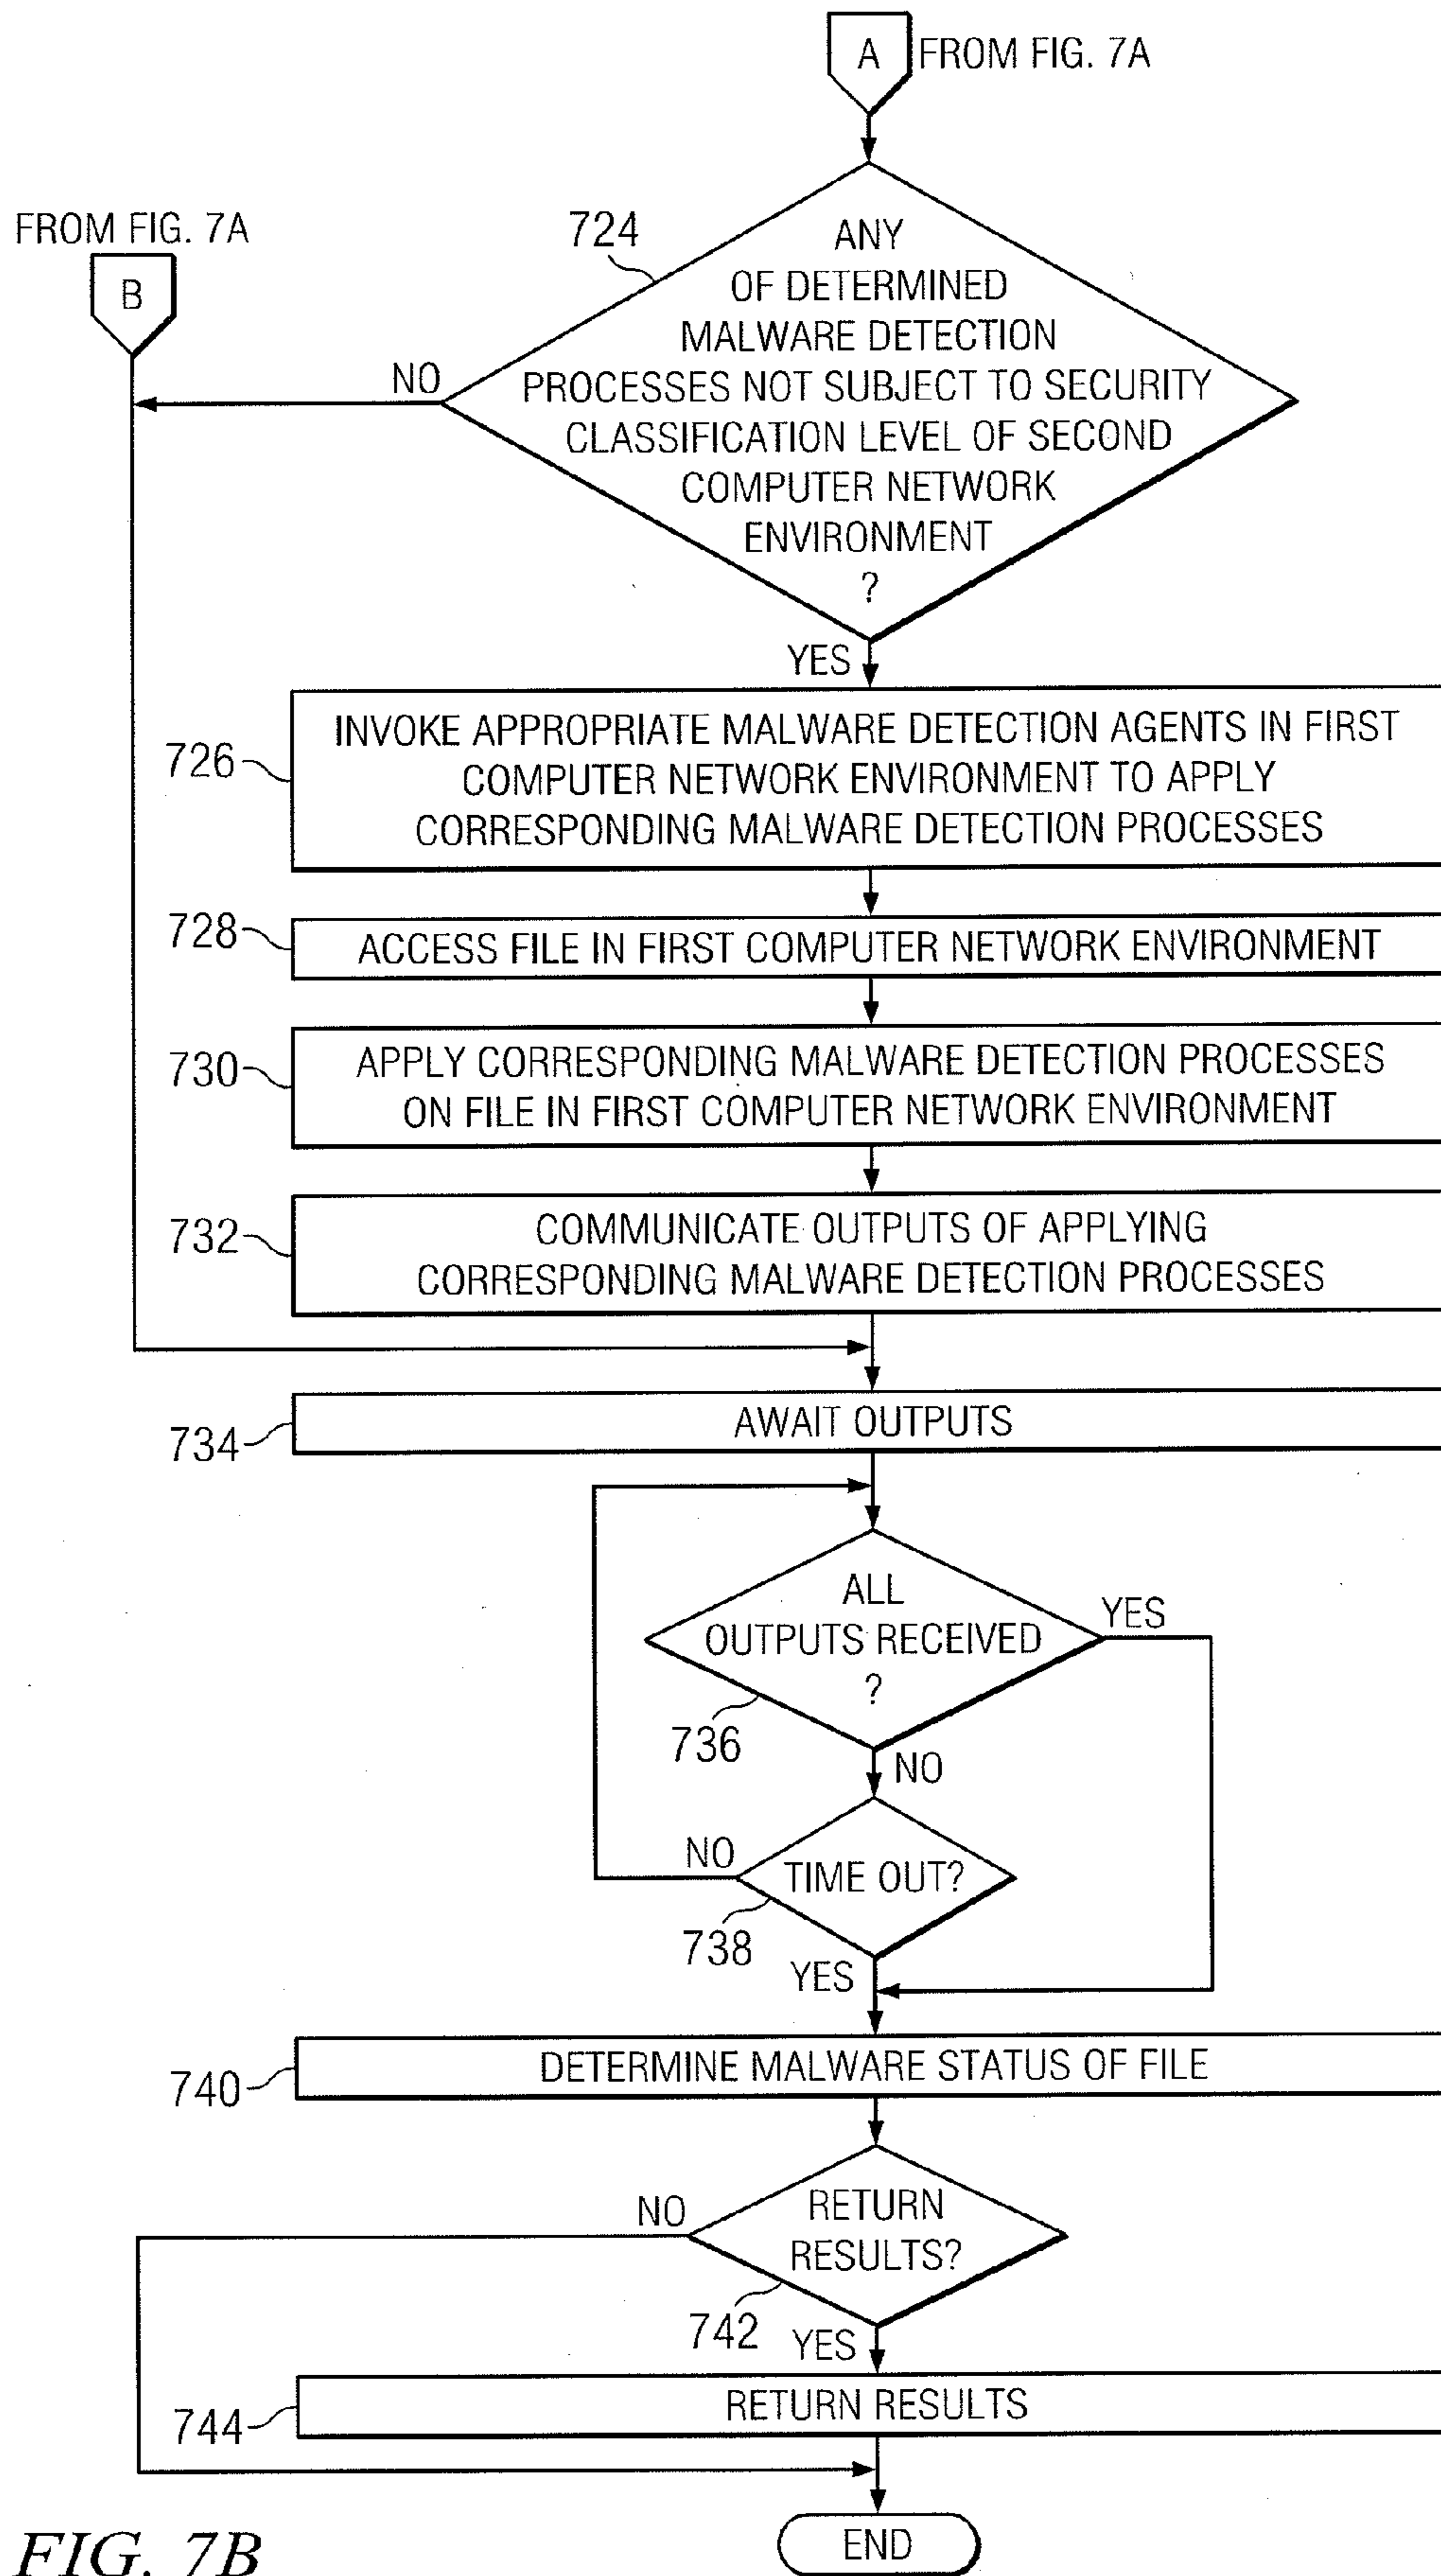 A FROM FIG. 7A
FROM FIG. 7A
B
724
ANY
OF DETERMINED
MALWARE DETECTION
PROCESSES NOT SUBJECT TO SECURITY
CLASSIFICATION LEVEL OF SECOND
COMPUTER NETWORK
ENVIRONMENT
?
NO
YES
726
INVOKE APPROPRIATE MALWARE DETECTION AGENTS IN FIRST
COMPUTER NETWORK ENVIRONMENT TO APPLY
CORRESPONDING MALWARE DETECTION PROCESSES
728
ACCESS FILE IN FIRST COMPUTER NETWORK ENVIRONMENT
730
APPLY CORRESPONDING MALWARE DETECTION PROCESSES
ON FILE IN FIRST COMPUTER NETWORK ENVIRONMENT
732
COMMUNICATE OUTPUTS OF APPLYING
CORRESPONDING MALWARE DETECTION PROCESSES
734
AWAIT OUTPUTS
ALL
OUTPUTS RECEIVED
?
YES
736
NO
NO
TIME OUT?
738
YES
740
DETERMINE MALWARE STATUS OF FILE
NO
RETURN
RESULTS?
742
YES
744
RETURN RESULTS
END
FIG. 7B